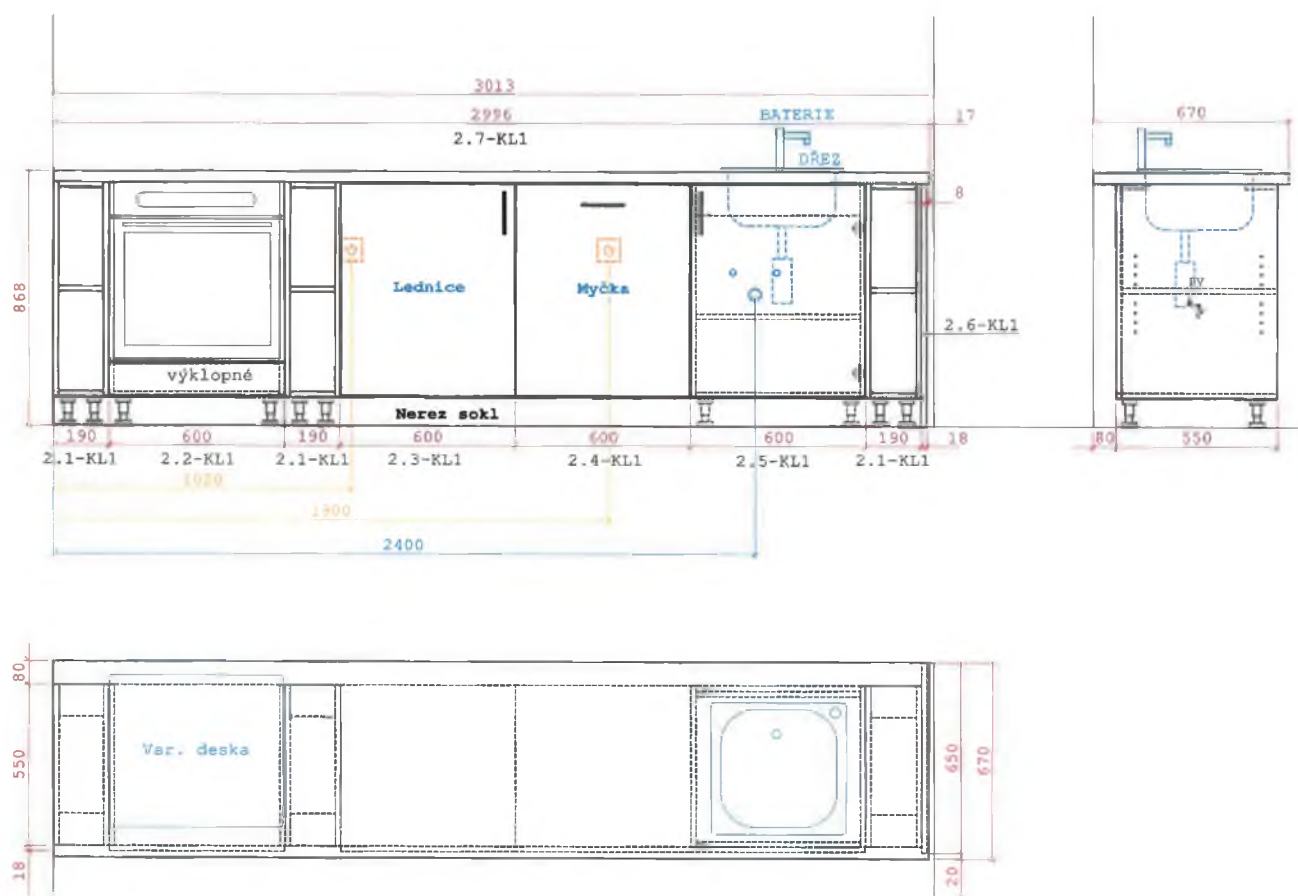 3013
2996
BATERIE
17
670
2.7-KL1
DŘEZ
8
868
Lednice
Myčka
2.6-KL1
výklopné
Nerez sokl
190 600 190 600 600 600 190 18 80 550
2.1-KL1 2.2-KL1 2.1-KL1 2.3-KL1 2.4-KL1 2.5-KL1 2.1-KL1
1020
1900
2400
80
Var. deska
550
650
670
18
20